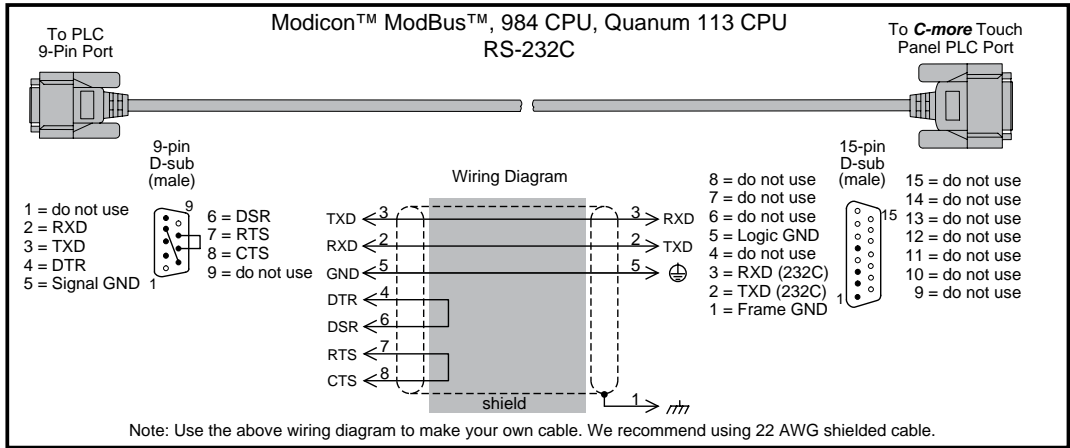 Modicon™ ModBus™, 984 CPU, Quanum 113 CPU
RS-232C
To PLC
9-Pin Port
To C-more Touch
Panel PLC Port
9-pin
D-sub
(male)
1 = do not use
2 = RXD
3 = TXD
4 = DTR
5 = Signal GND
9
1
6 = DSR
7 = RTS
8 = CTS
9 = do not use
Wiring Diagram
TXD 3 3 RXD
RXD 2 2 TXD
GND 5 5
DTR 4
DSR 6
RTS 7
CTS 8
shield
1
8 = do not use
7 = do not use
6 = do not use
5 = Logic GND
4 = do not use
3 = RXD (232C)
2 = TXD (232C)
1 = Frame GND
15-pin
D-sub
(male)
15
1
15 = do not use
14 = do not use
13 = do not use
12 = do not use
11 = do not use
10 = do not use
9 = do not use
Note: Use the above wiring diagram to make your own cable. We recommend using 22 AWG shielded cable.